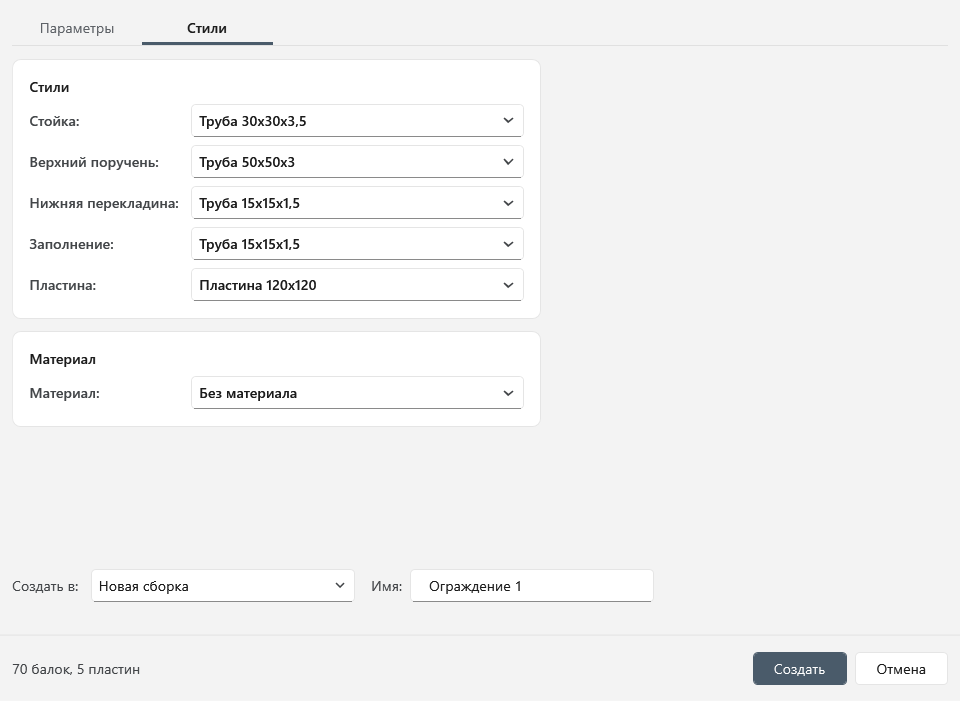 Параметры Стили
Стили
Стойка: Труба 30x30x3,5
Верхний поручень: Труба 50x50x3
Нижняя перекладина: Труба 15x15x1,5
Заполнение: Труба 15x15x1,5
Пластина: Пластина 120x120
Материал
Материал: Без материала
Создать в: Новая сборка Имя: Ограждение 1
70 балок, 5 пластин Создать Отмена